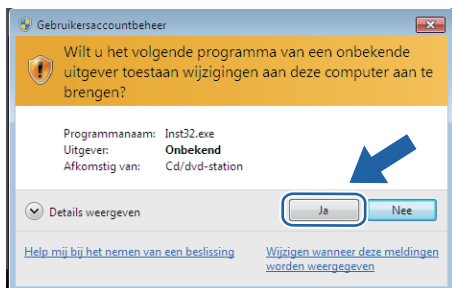 Gebruikersaccountbeheer
Wilt u het volgende programma van een onbekende
uitgever toestaan wijzigingen aan deze computer aan te
brengen?
Programmanaam: Inst32.exe
Uitgever: Onbekend
Afkomstig van: Cd/dvd-station
Details weergeven
Ja
Nee
Help mij bij het nemen van een beslissing
Wijzigen wanneer deze meldingen
worden weergegeven